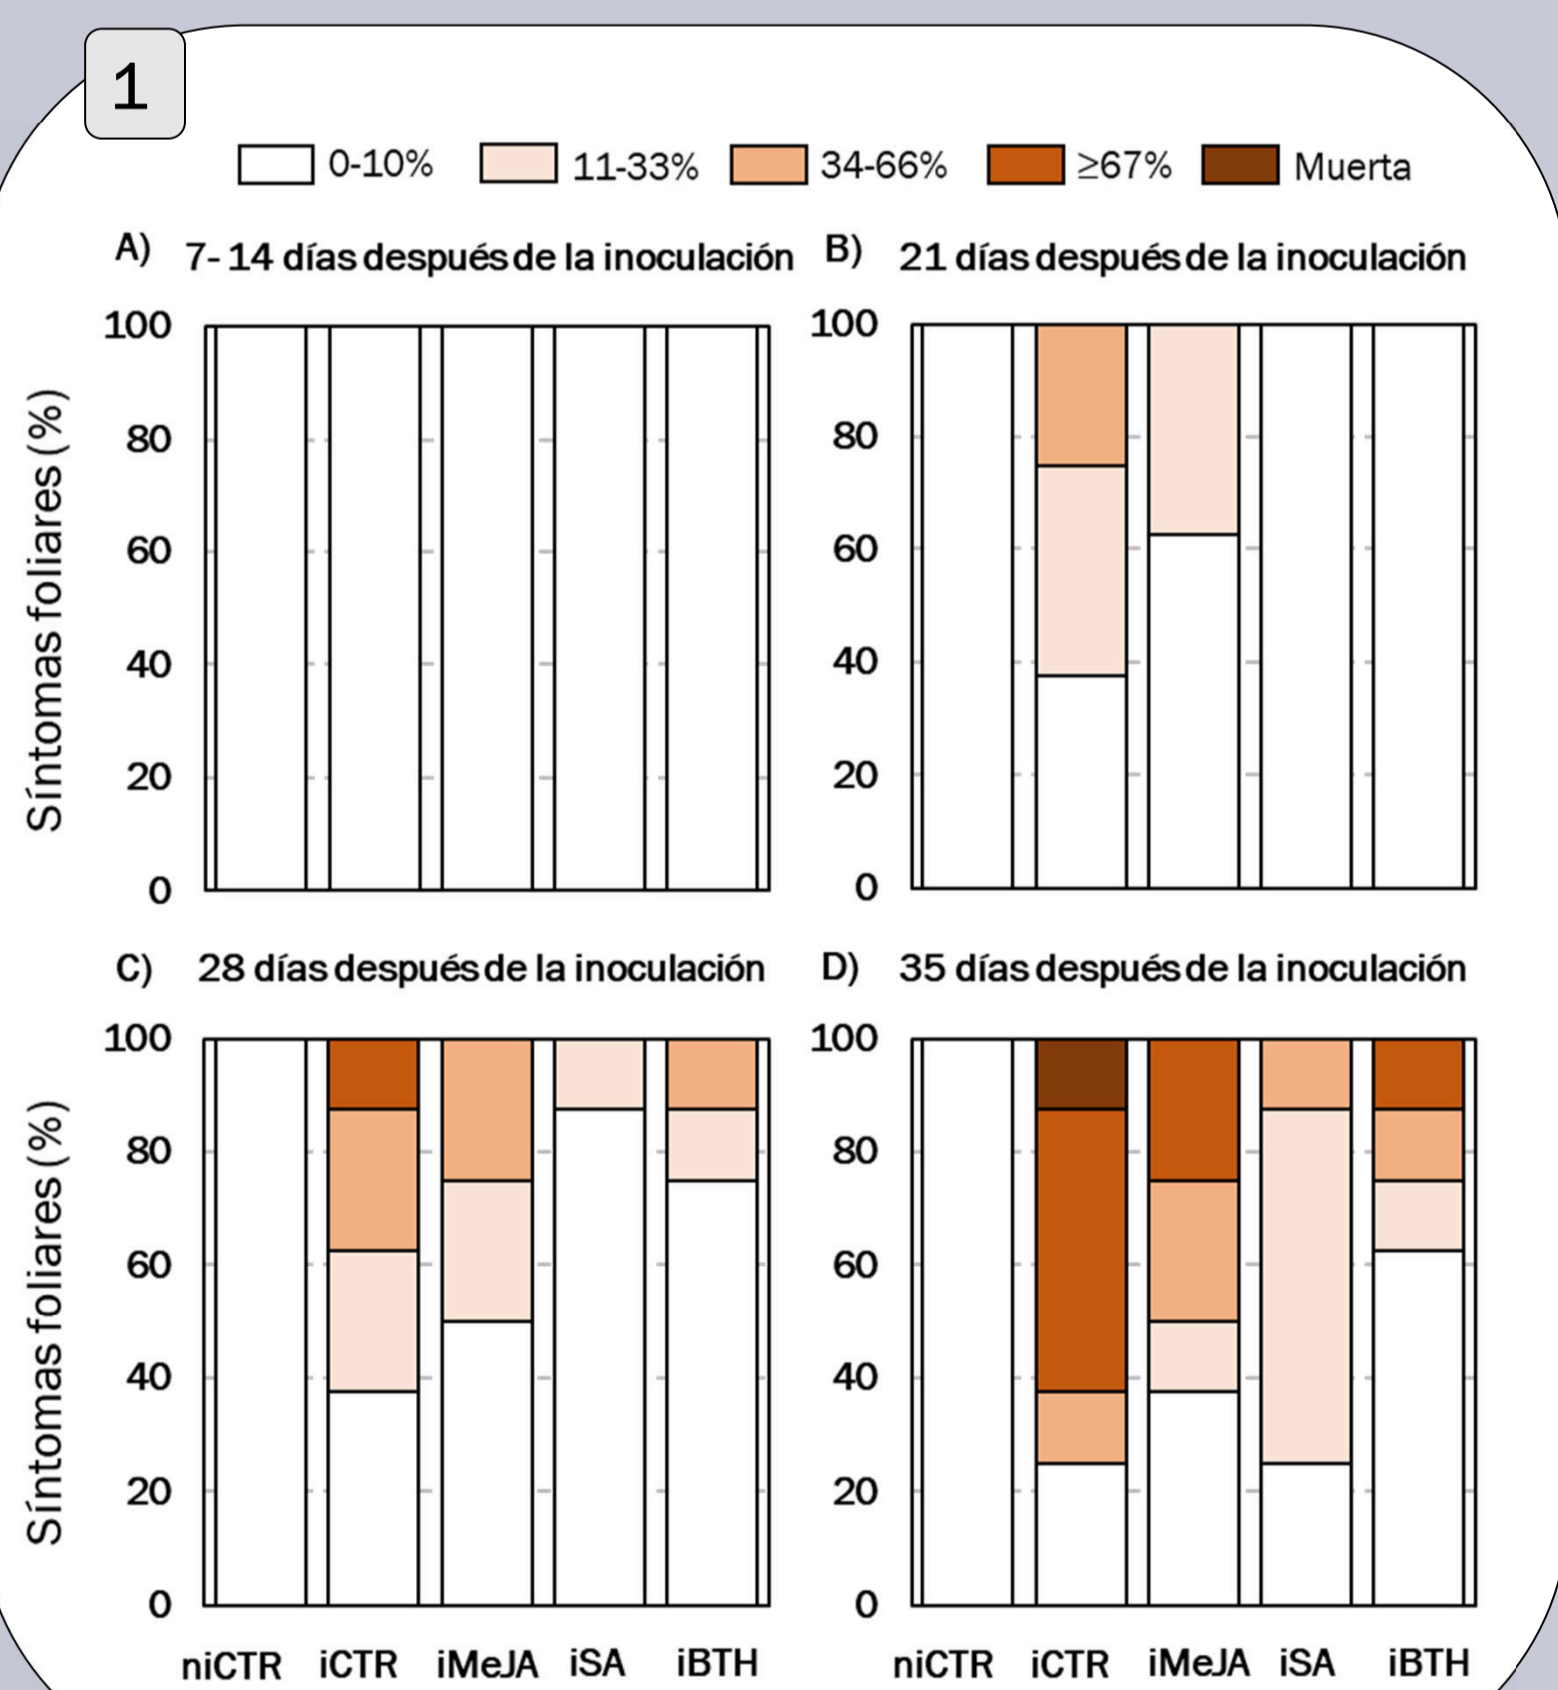 1
0-10% 11-33% 34-66% ≥67% Muerta
A) 7-14 días después de la inoculación
B) 21 días después de la inoculación
Síntomas foliares (%)
100
80
60
40
20
0
100
80
60
40
20
0
C) 28 días después de la inoculación
D) 35 días después de la inoculación
Síntomas foliares (%)
100
80
60
40
20
0
niCTR iCTR iMeJA iSA iBTH
100
80
60
40
20
0
niCTR iCTR iMeJA iSA iBTH